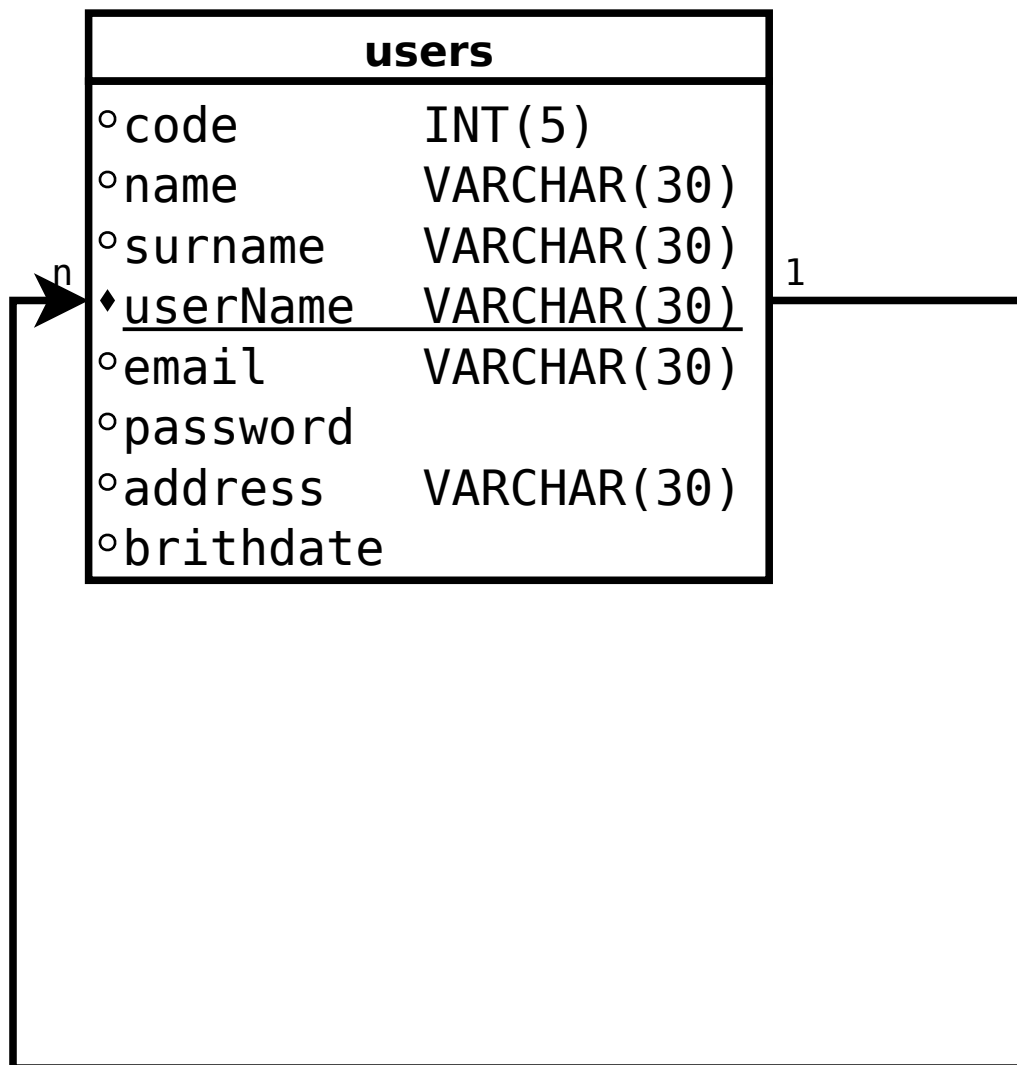 users
code INT(5)
name VARCHAR(30)
surname VARCHAR(30)
n
1
userName VARCHAR(30)
email VARCHAR(30)
password
address VARCHAR(30)
brithdate